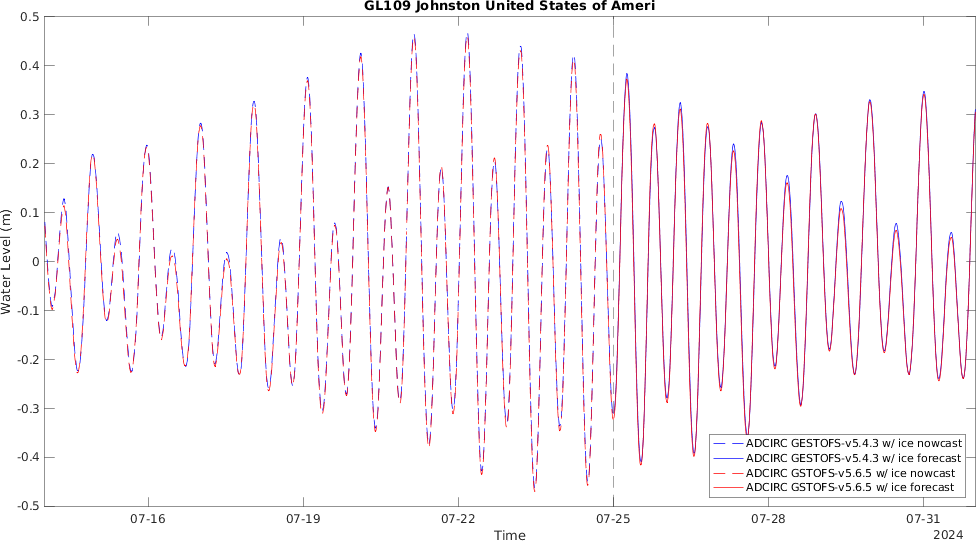 GL109 Johnston United States of Ameri
0.5
0.4
0.3
0.2
0.1
0
-0.1
-0.2
-0.3
-0.4
-0.5
Water Level (m)
ADCIRC GESTOFS-v5.4.3 w/ ice nowcast
ADCIRC GESTOFS-v5.4.3 w/ ice forecast
ADCIRC GSTOFS-v5.6.5 w/ ice nowcast
ADCIRC GSTOFS-v5.6.5 w/ ice forecast
07-16 07-19 07-22 07-25 07-28 07-31
Time
2024